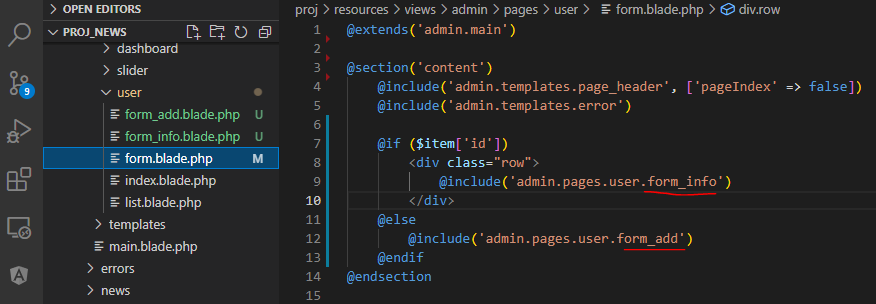 OPEN EDITORS
PROJ_NEWS
dashboard
slider
user
form_add.blade.php U
form_info.blade.php U
form.blade.php M
index.blade.php
list.blade.php
templates
main.blade.php
errors
news
9
proj > resources > views > admin > pages > user > form.blade.php > div.row
1 @extends('admin.main')
2
3 @section('content')
4 @include('admin.templates.page_header', ['pageIndex' => false])
5 @include('admin.templates.error')
6
7 @if ($item['id'])
8 <div class="row">
9 @include('admin.pages.user.form_info')
10 </div>
11 @else
12 @include('admin.pages.user.form_add')
13 @endif
14 @endsection
15